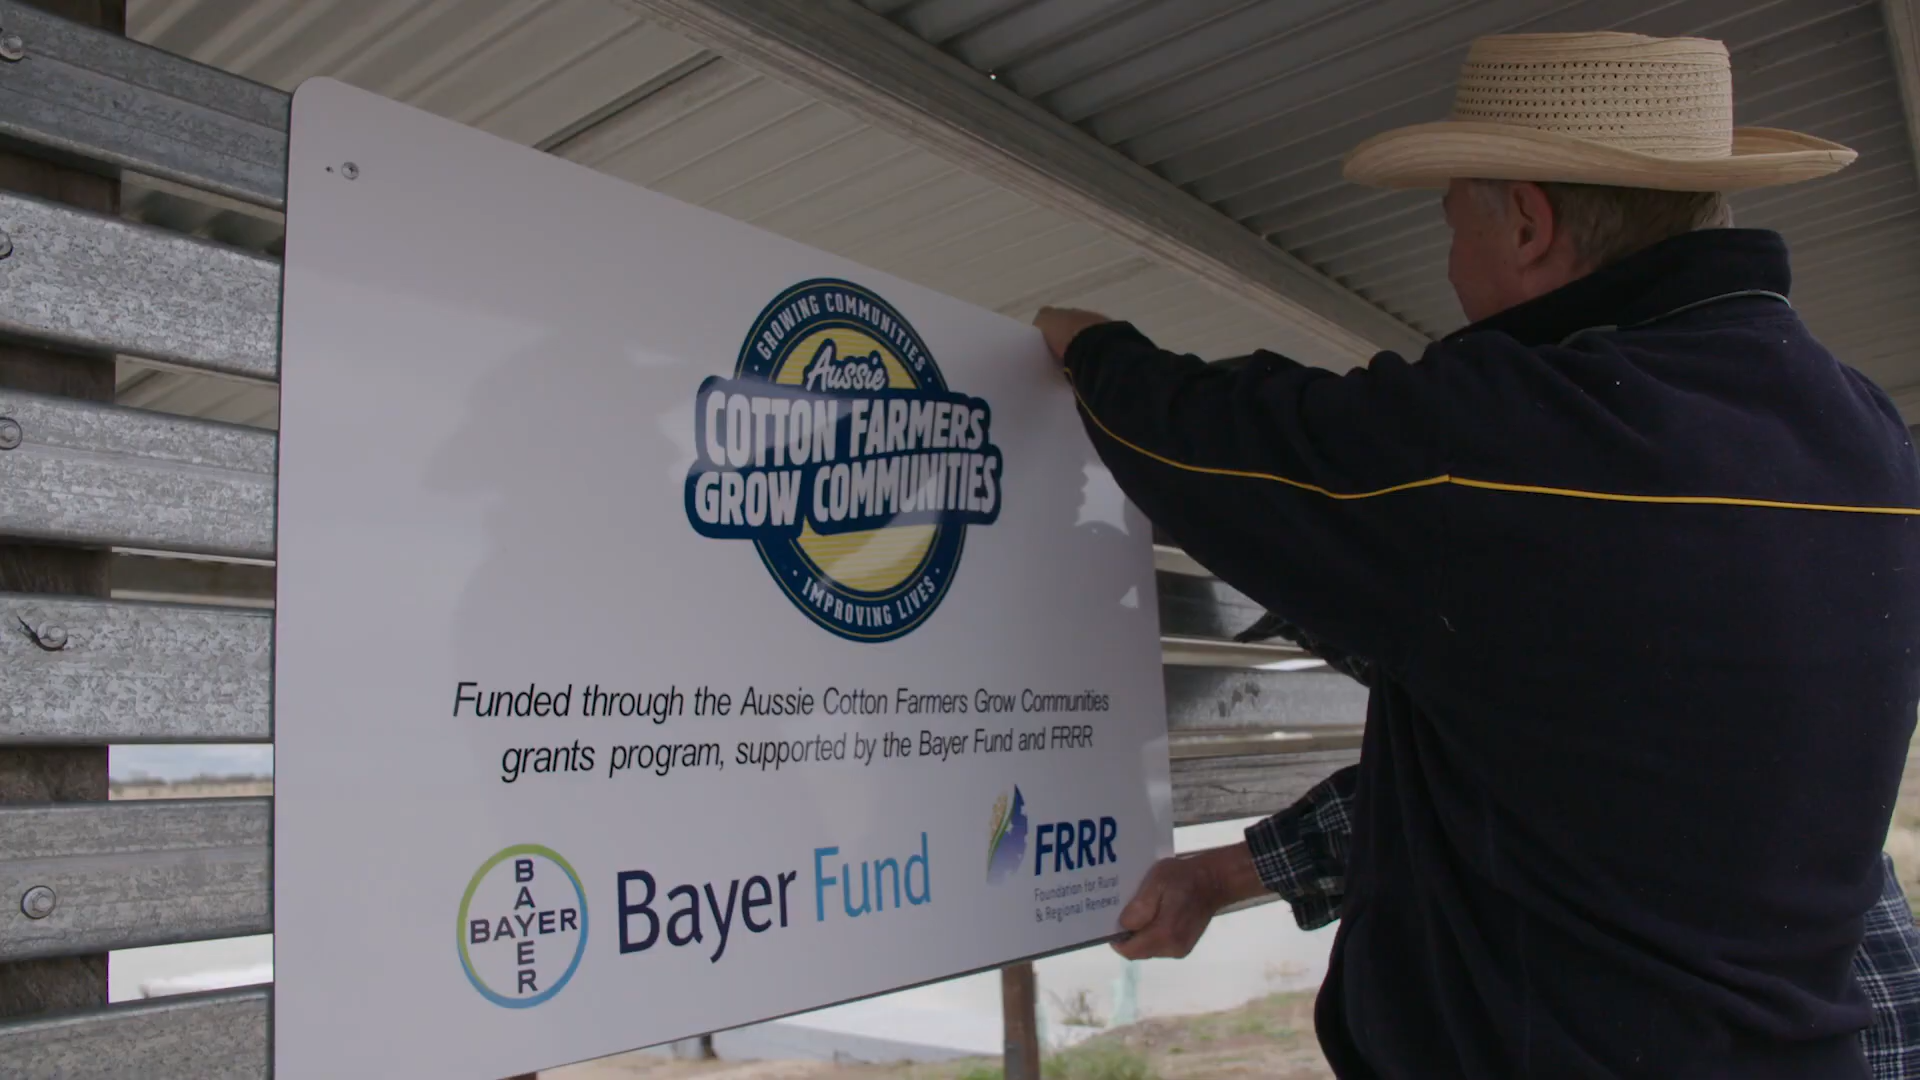 GROWING COMMUNITIES
Aussie
COTTON FARMERS
GROW COMMUNITIES
IMPROVING LIVES
Funded through the Aussie Cotton Farmers Grow Communities
grants program, supported by the Bayer Fund and FRRR
BAYER
BAYER
Bayer Fund
FRRR
Foundation for Rural
& Regional Renewal